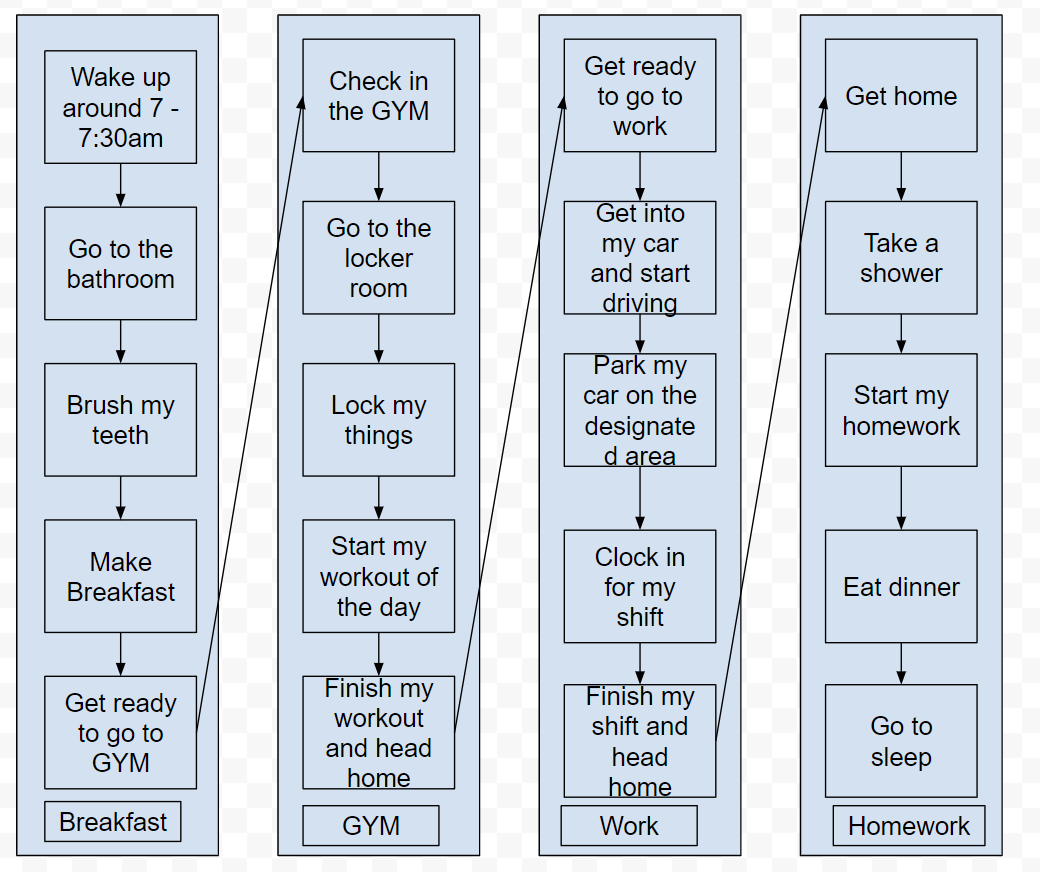 Wake up
around 7 -
7:30am
Go to the
bathroom
Brush my
teeth
Make
Breakfast
Get ready
to go to
GYM
Breakfast
Check in
the GYM
Go to the
locker
room
Lock my
things
Start my
workout of
the day
Finish my
workout
and head
home
GYM
Get ready
to go to
work
Get into
my car
and start
driving
Park my
car on the
designate
d area
Clock in
for my
shift
Finish my
shift and
head
home
Work
Get home
Take a
shower
Start my
homework
Eat dinner
Go to
sleep
Homework